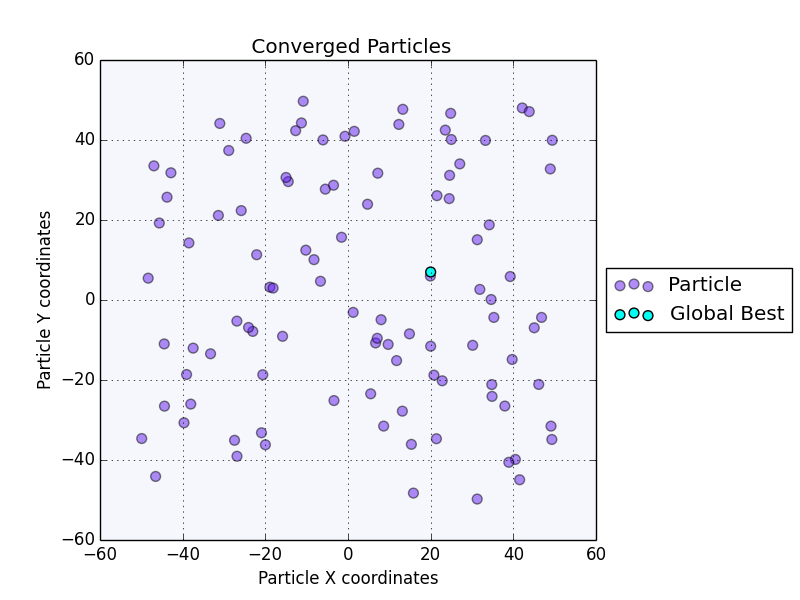 Converged Particles
60
40
20
0
−20
−40
−60
−60 −40 −20 0 20 40 60
Particle Y coordinates
Particle X coordinates
Particle
Global Best